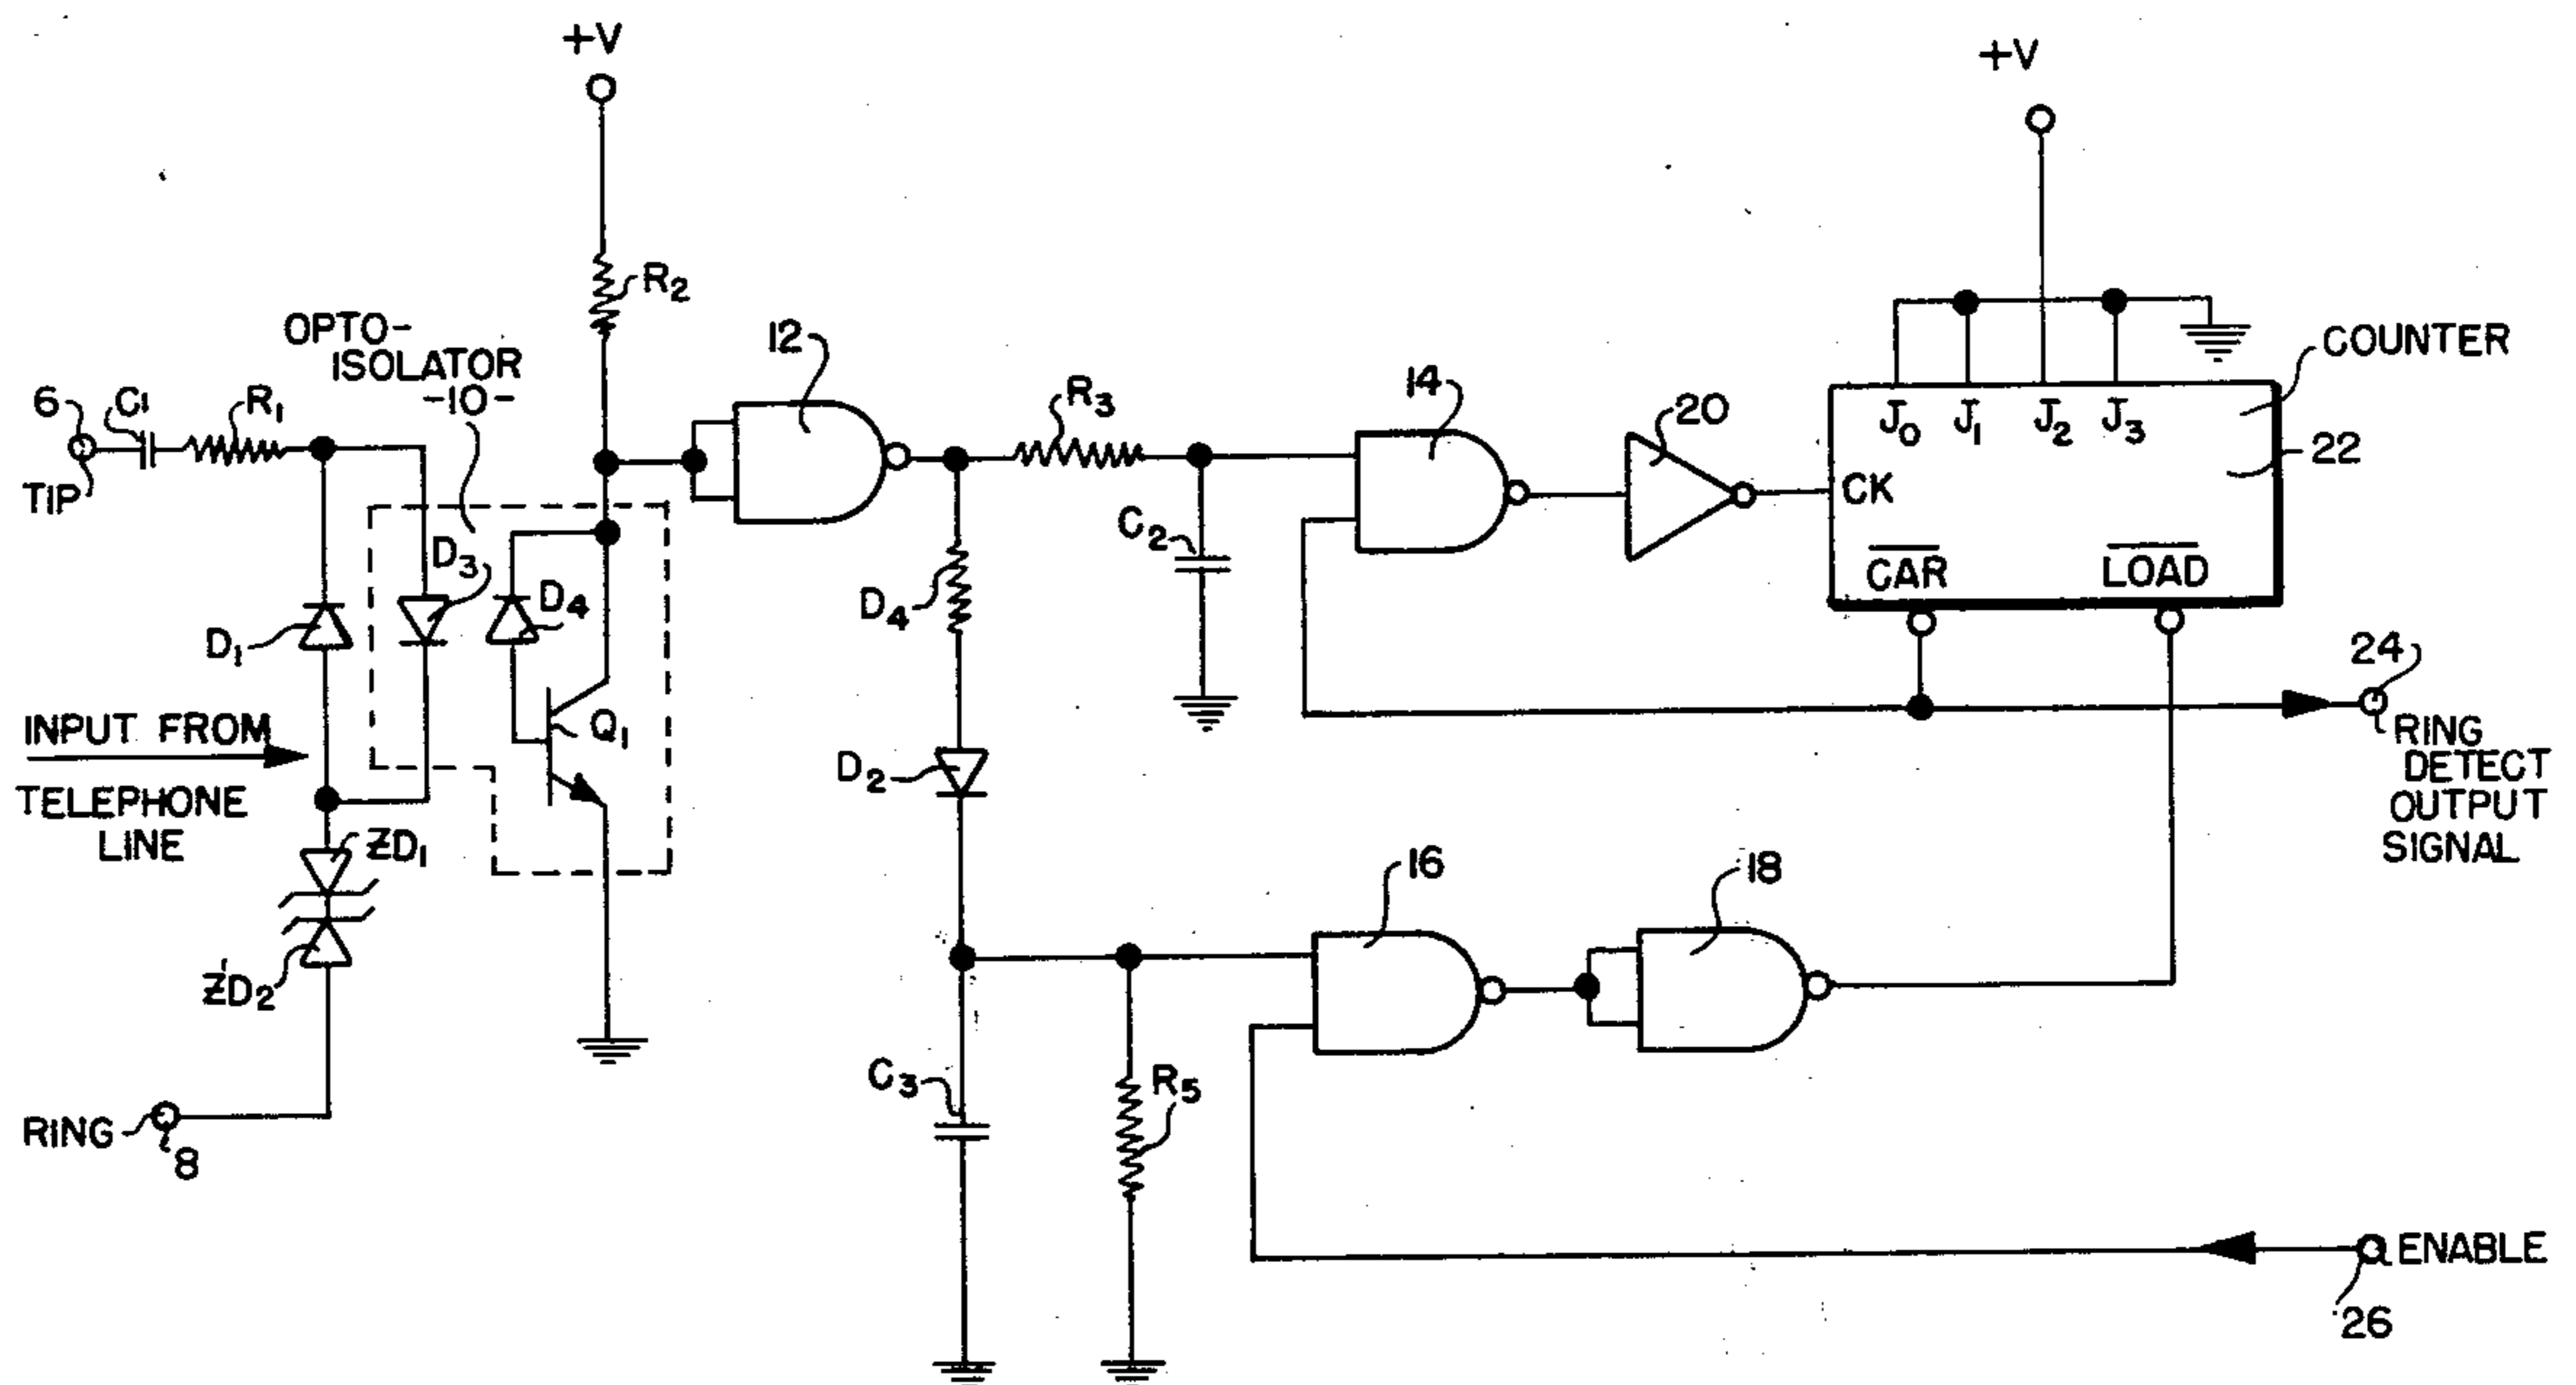 +V
+V
R2
OPTO-
ISOLATOR
-10-
12
COUNTER
6
C1
R1
R3
14
20
J0 J1 J2 J3
22
TIP
CK
C2
D3
D4
D4
CAR
LOAD
D1
24
Q1
INPUT FROM
TELEPHONE
LINE
D2
RING
DETECT
OUTPUT
SIGNAL
ZD1
16
18
ZD2
C3
R5
RING
8
ENABLE
26